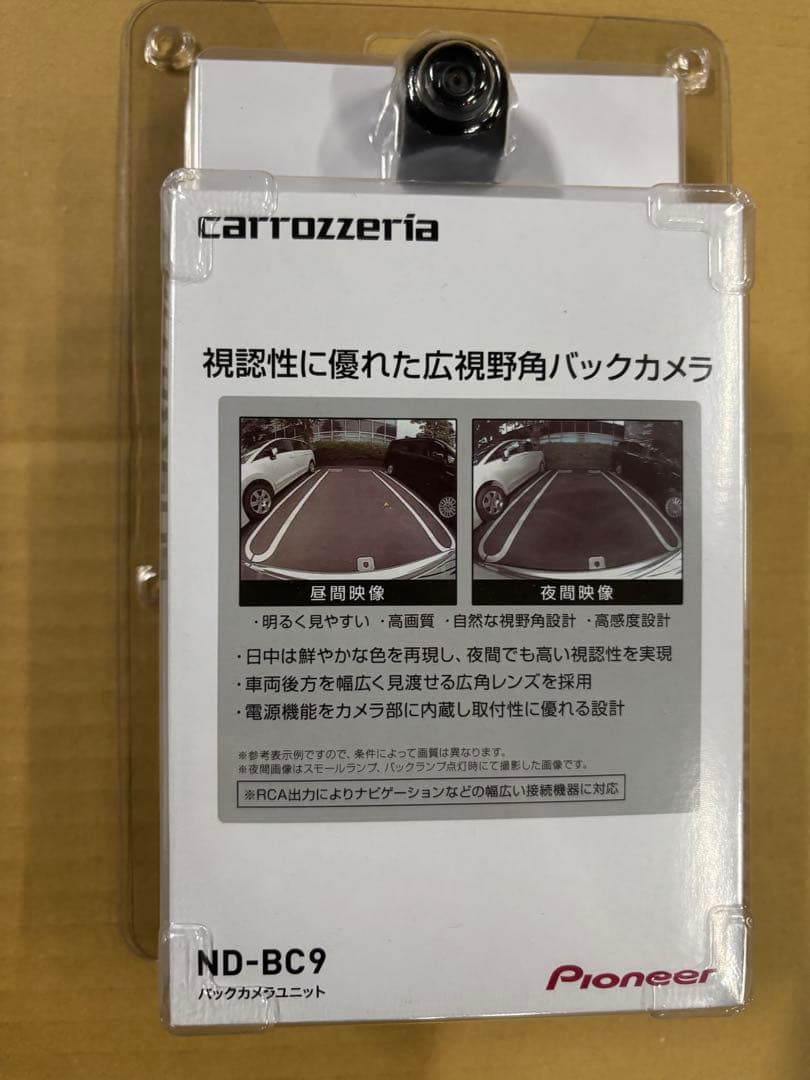 carrozzeria
視認性に優れた広視野角バックカメラ
昼間映像
夜間映像
・明るく見やすい ・高画質 ・自然な視野角設計 ・高感度設計
・日中は鮮やかな色を再現し、夜間でも高い視認性を実現
・車両後方を幅広く見渡せる広角レンズを採用
・電源機能をカメラ部に内蔵し取付性に優れる設計
※参考表示例ですので、条件によって画質は異なります。
※夜間画像はスモールランプ、バックランプ点灯時にて撮影した画像です。
※RCA出力によりナビゲーションなどの幅広い接続機器に対応
ND-BC9
バックカメラユニット
Pioneer